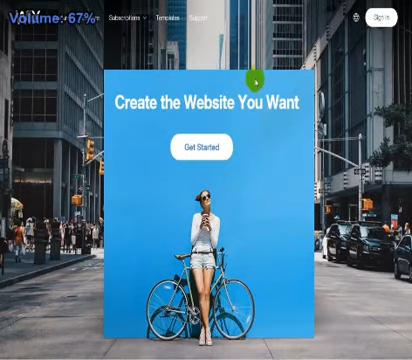 Volume: 67%
Subscriptions
Templates
Support
Sign In
Create the Website You Want
Get Started